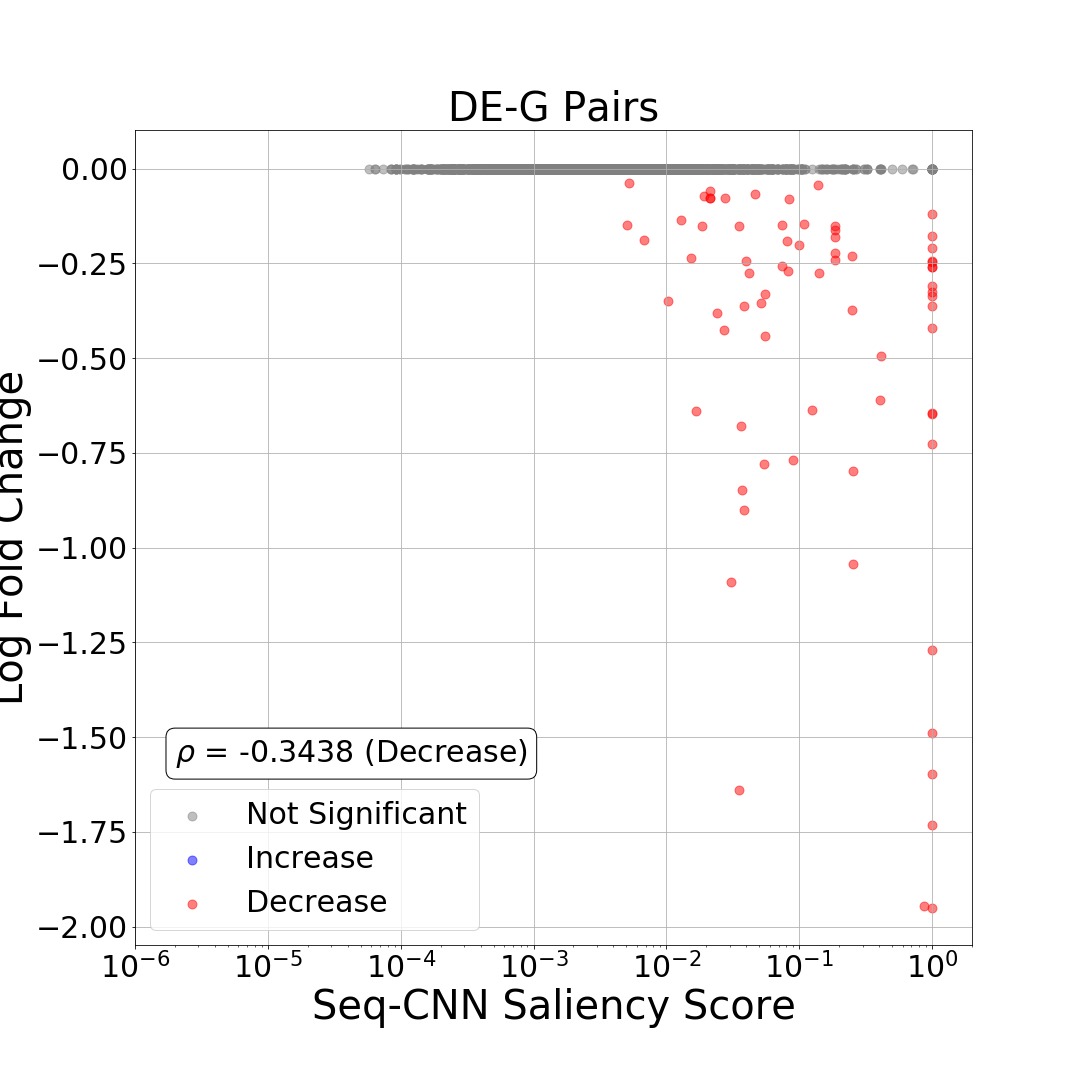 DE-G Pairs
0.00
−0.25
−0.50
−0.75
−1.00
−1.25
−1.50
−1.75
−2.00
Log Fold Change
ρ = -0.3438 (Decrease)
Not Significant
Increase
Decrease
10⁻⁶ 10⁻⁵ 10⁻⁴ 10⁻³ 10⁻² 10⁻¹ 10⁰
Seq-CNN Saliency Score